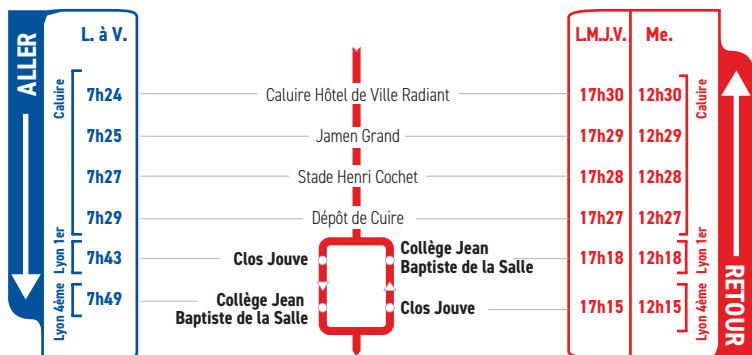 ALLER
L. à V.
L.M.J.V. Me.
RETOUR
Caluire
7h24 Caluire Hôtel de Ville Radiant 17h30 12h30
Caluire
7h25 Jamen Grand 17h29 12h29
7h27 Stade Henri Cochet 17h28 12h28
7h29 Dépôt de Cuire 17h27 12h27
Lyon 1er
7h43 Clos Jouve
Collège Jean
Baptiste de la Salle
17h18 12h18
Lyon 1er
Lyon 4ème
7h49
Collège Jean
Baptiste de la Salle
Clos Jouve 17h15 12h15
Lyon 4ème